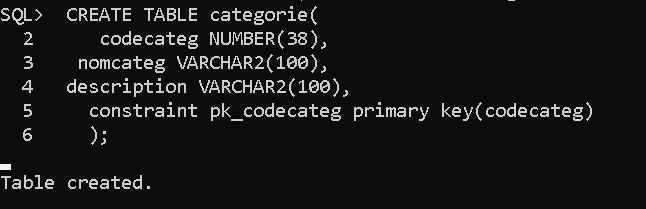 SQL>  CREATE TABLE categorie(
  2     codecateg NUMBER(38),
  3   nomcateg VARCHAR2(100),
  4  description VARCHAR2(100),
  5    constraint pk_codecateg primary key(codecateg)
  6    );
Table created.